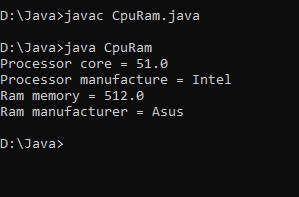 D:\Java>javac CpuRam.java
D:\Java>java CpuRam
Processor core = 51.0
Processor manufacture = Intel
Ram memory = 512.0
Ram manufacturer = Asus
D:\Java>